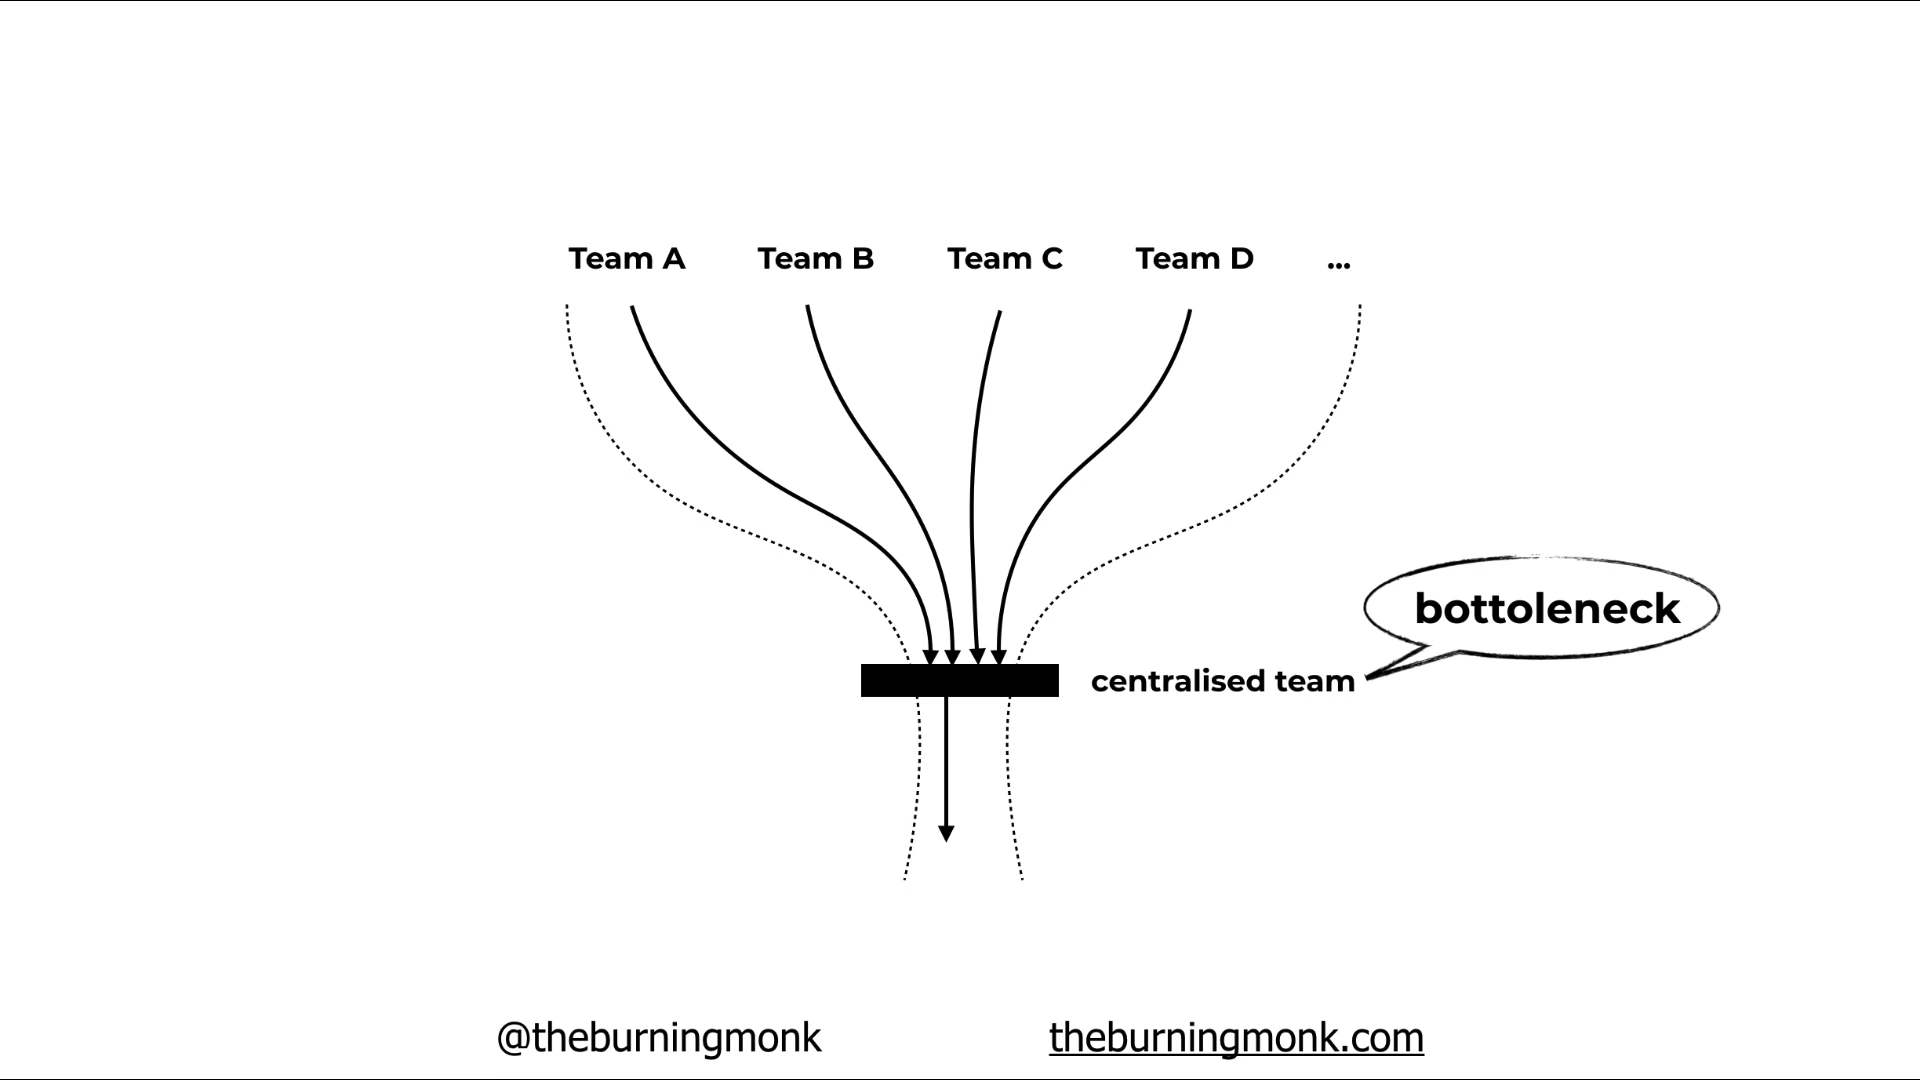 Team A Team B Team C Team D ...
bottoleneck
centralised team
@theburningmonk theburningmonk.com